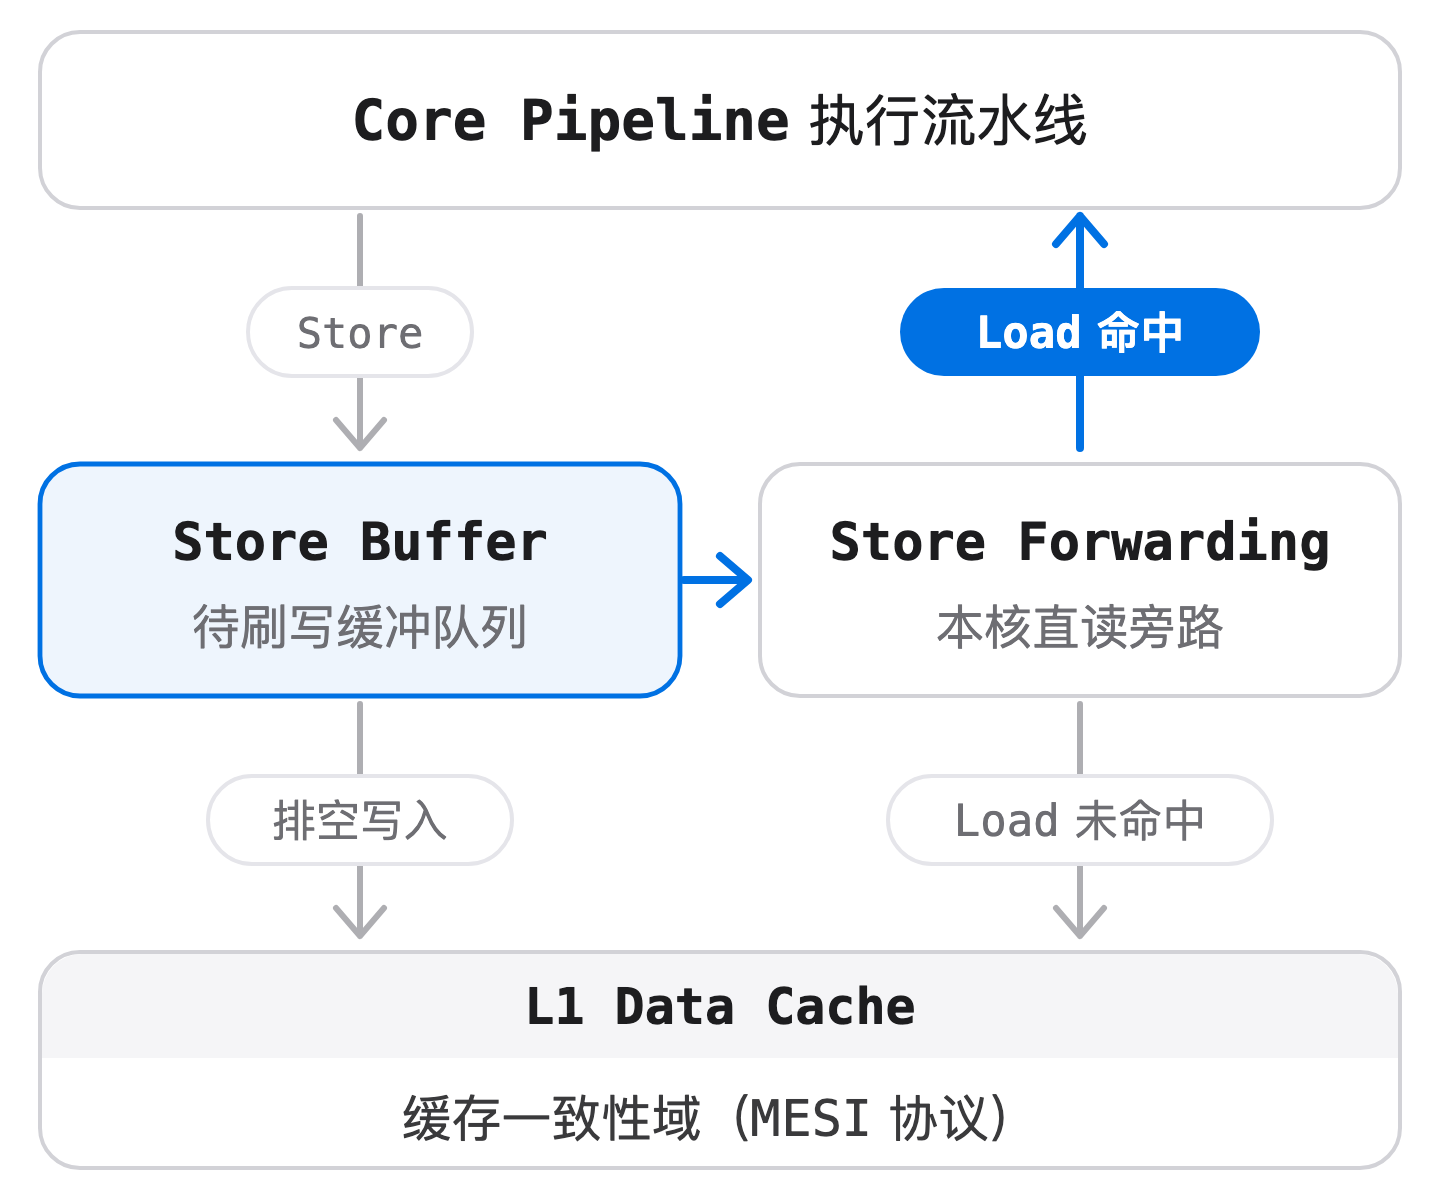 Core Pipeline 执行流水线
Store
Load 命中
Store Buffer
待刷写缓冲队列
Store Forwarding
本核直读旁路
排空写入
Load 未命中
L1 Data Cache
缓存一致性域（MESI 协议）